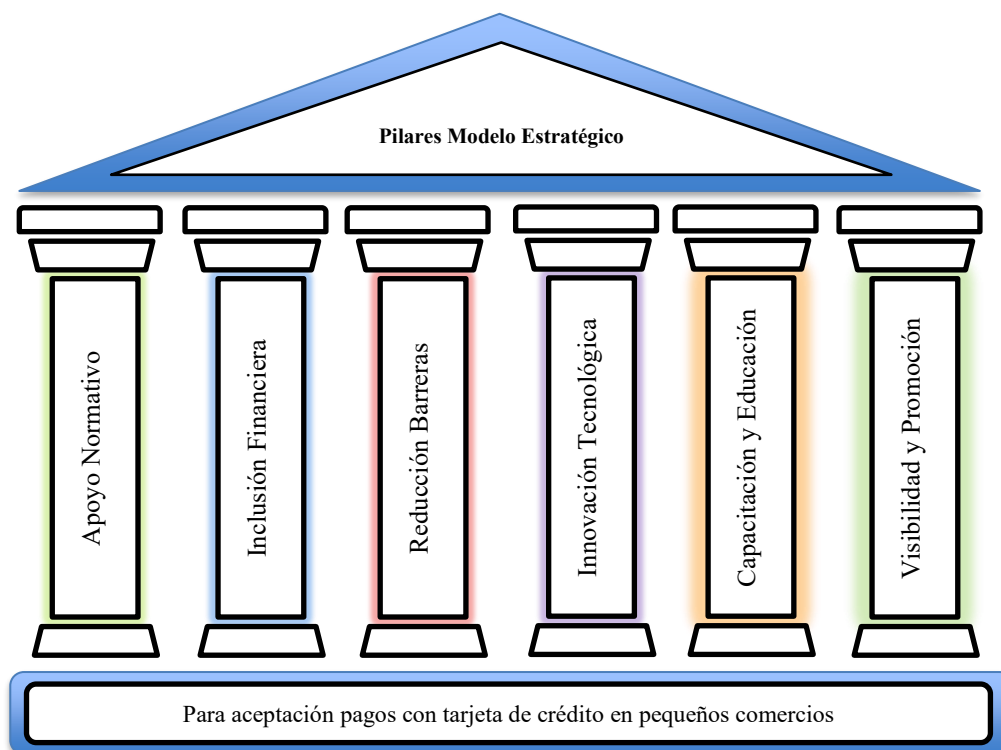 Pilares Modelo Estratégico
Apoyo Normativo
Inclusión Financiera
Reducción Barreras
Innovación Tecnológica
Capacitación y Educación
Visibilidad y Promoción
Para aceptación pagos con tarjeta de crédito en pequeños comercios